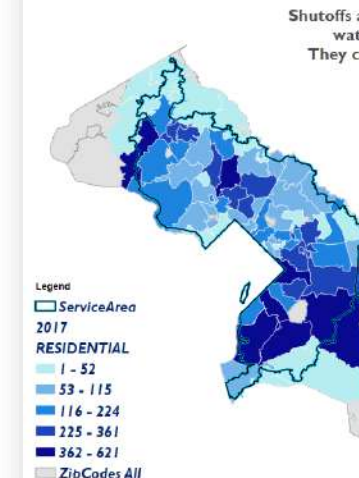 Shutoffs
wat
They c
Legend
ServiceArea
2017
RESIDENTIAL
1 - 52
53 - 115
116 - 224
225 - 361
362 - 621
ZipCodes All